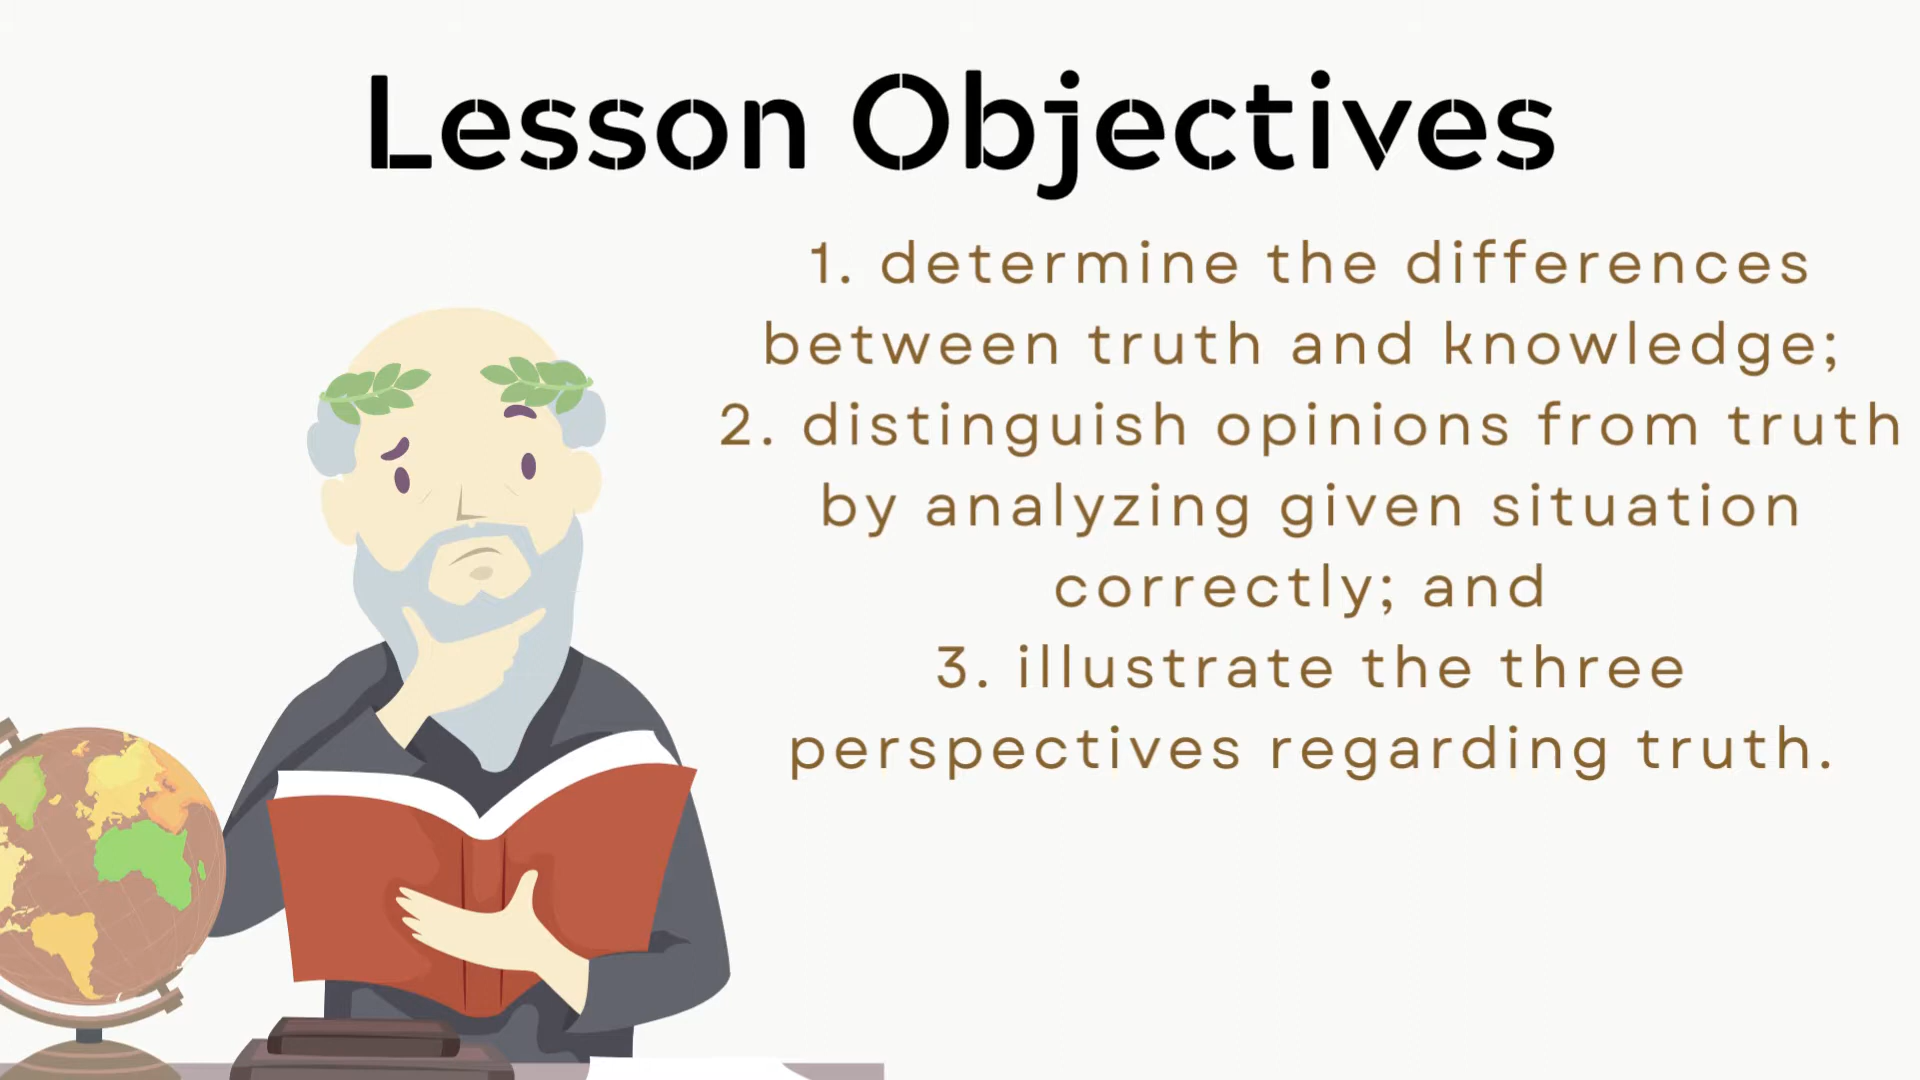 Lesson Objectives
1. determine the differences
between truth and knowledge;
2. distinguish opinions from truth
by analyzing given situation
correctly; and
3. illustrate the three
perspectives regarding truth.